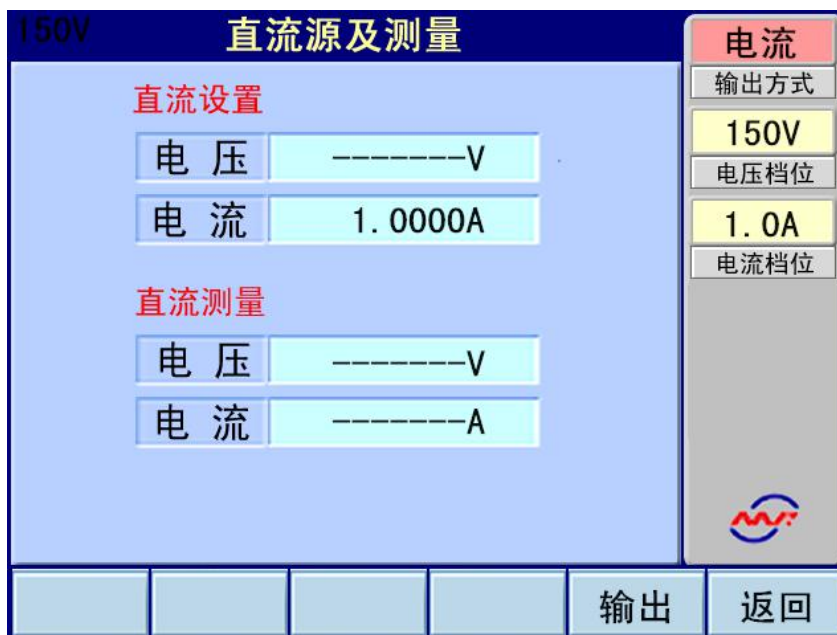 150V
直流源及测量
直流设置
电压 -------V
电流 1.0000A
直流测量
电压 -------V
电流 -------A
电流
输出方式
150V
电压档位
1.0A
电流档位
输出 返回